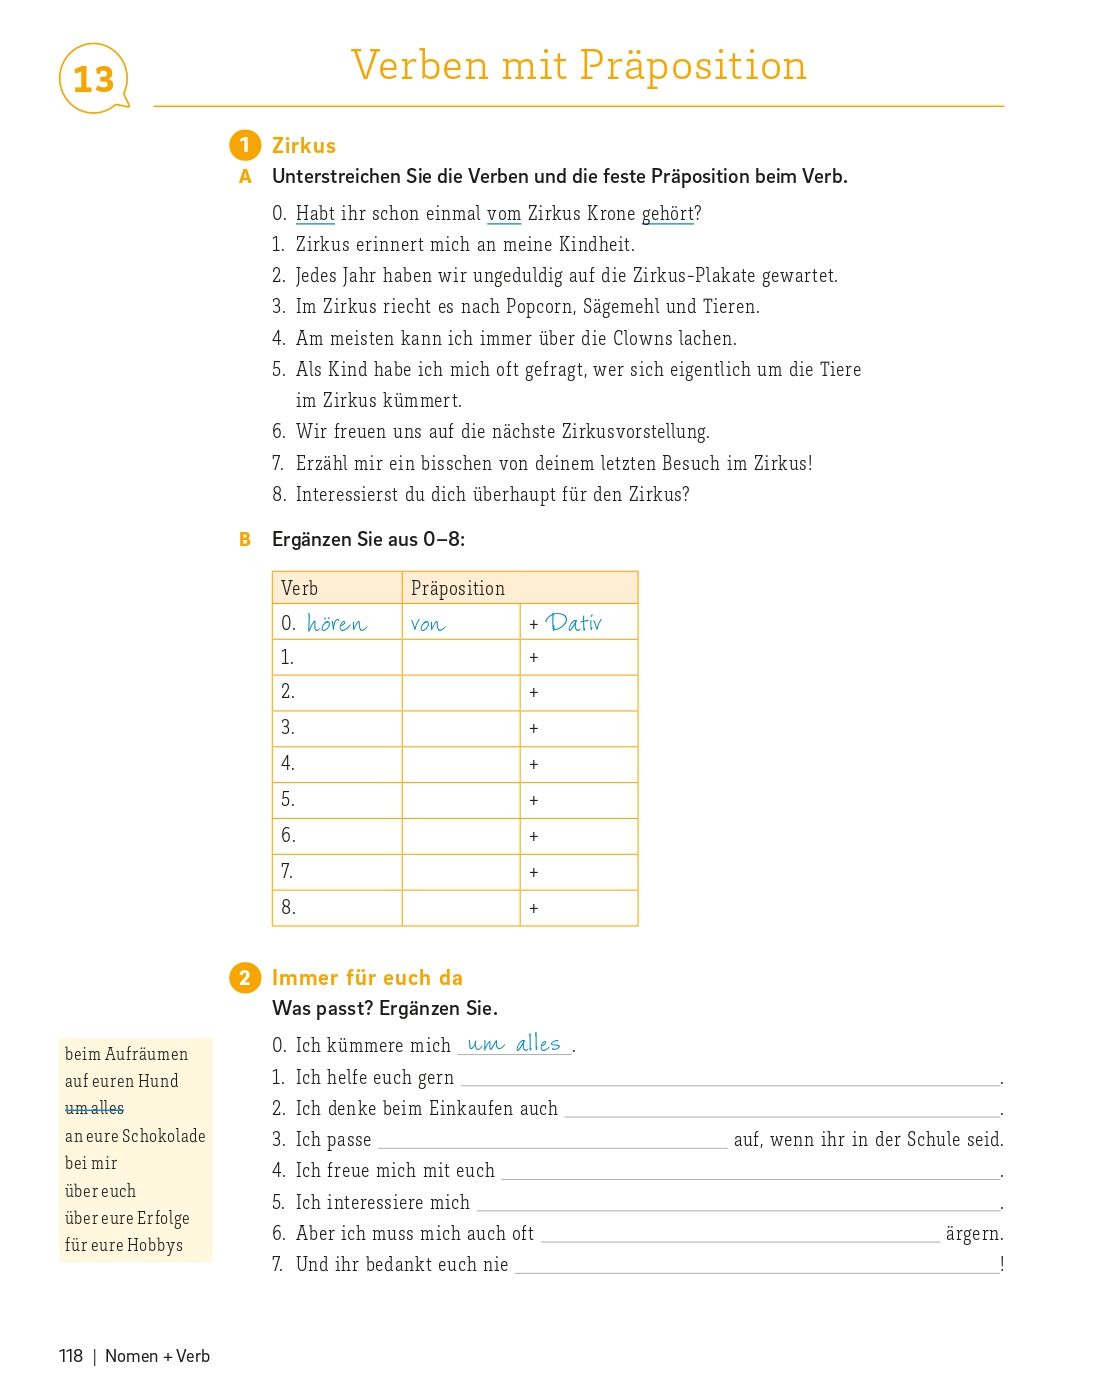 13
Verben mit Präposition
1 Zirkus
A Unterstreichen Sie die Verben und die feste Präposition beim Verb.
0. Habt ihr schon einmal vom Zirkus Krone gehört?
1. Zirkus erinnert mich an meine Kindheit.
2. Jedes Jahr haben wir ungeduldig auf die Zirkus-Plakate gewartet.
3. Im Zirkus riecht es nach Popcorn, Sägemehl und Tieren.
4. Am meisten kann ich immer über die Clowns lachen.
5. Als Kind habe ich mich oft gefragt, wer sich eigentlich um die Tiere
im Zirkus kümmert.
6. Wir freuen uns auf die nächste Zirkusvorstellung.
7. Erzähl mir ein bisschen von deinem letzten Besuch im Zirkus!
8. Interessierst du dich überhaupt für den Zirkus?
B Ergänzen Sie aus 0–8:
Verb Präposition
0. hören von + Dativ
1. +
2. +
3. +
4. +
5. +
6. +
7. +
8. +
2 Immer für euch da
Was passt? Ergänzen Sie.
beim Aufräumen
auf euren Hund
um alles
an eure Schokolade
bei mir
über euch
über eure Erfolge
für eure Hobbys
0. Ich kümmere mich um alles.
1. Ich helfe euch gern ______.
2. Ich denke beim Einkaufen auch ______.
3. Ich passe ______ auf, wenn ihr in der Schule seid.
4. Ich freue mich mit euch ______.
5. Ich interessiere mich ______.
6. Aber ich muss mich auch oft ______ ärgern.
7. Und ihr bedankt euch nie ______!
118 | Nomen + Verb